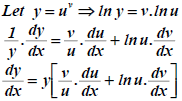 Let y = u^v ⇒ ln y = v.ln u
1/y . dy/dx = v/u . du/dx + ln u. dv/dx
dy/dx = y[v/u . du/dx + ln u. dv/dx]